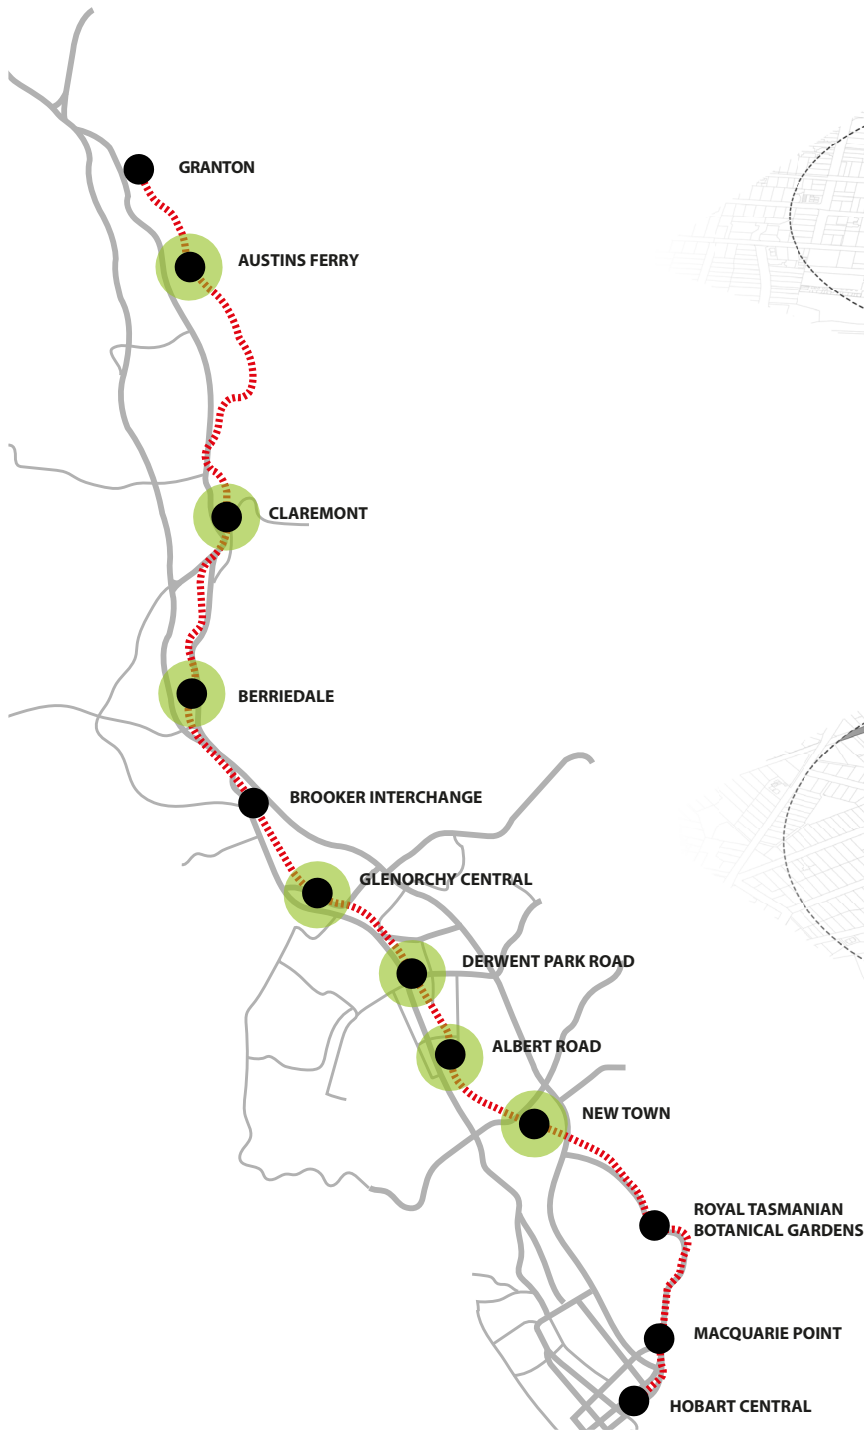 GRANTON
AUSTINS FERRY
CLAREMONT
BERRIEDALE
BROOKER INTERCHANGE
GLENORCHY CENTRAL
DERWENT PARK ROAD
ALBERT ROAD
NEW TOWN
ROYAL TASMANIAN
BOTANICAL GARDENS
MACQUARIE POINT
HOBART CENTRAL